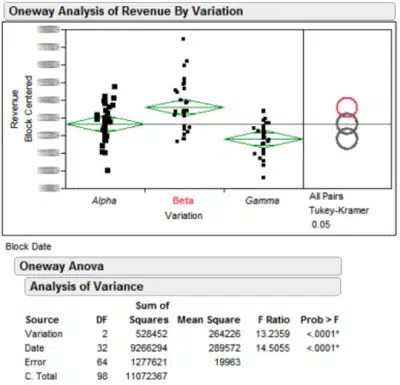 Oneway Analysis of Revenue By Variation
Revenue
Block Centered
Alpha
Beta
Gamma
Variation
All Pairs
Tukey-Kramer
0.05
Block Date
Oneway Anova
Analysis of Variance
Source DF Sum of Squares Mean Square F Ratio Prob > F
Variation 2 528452 264226 13.2359 <.0001*
Date 32 9266294 289572 14.5055 <.0001*
Error 64 1277621 19963
C. Total 98 11072367